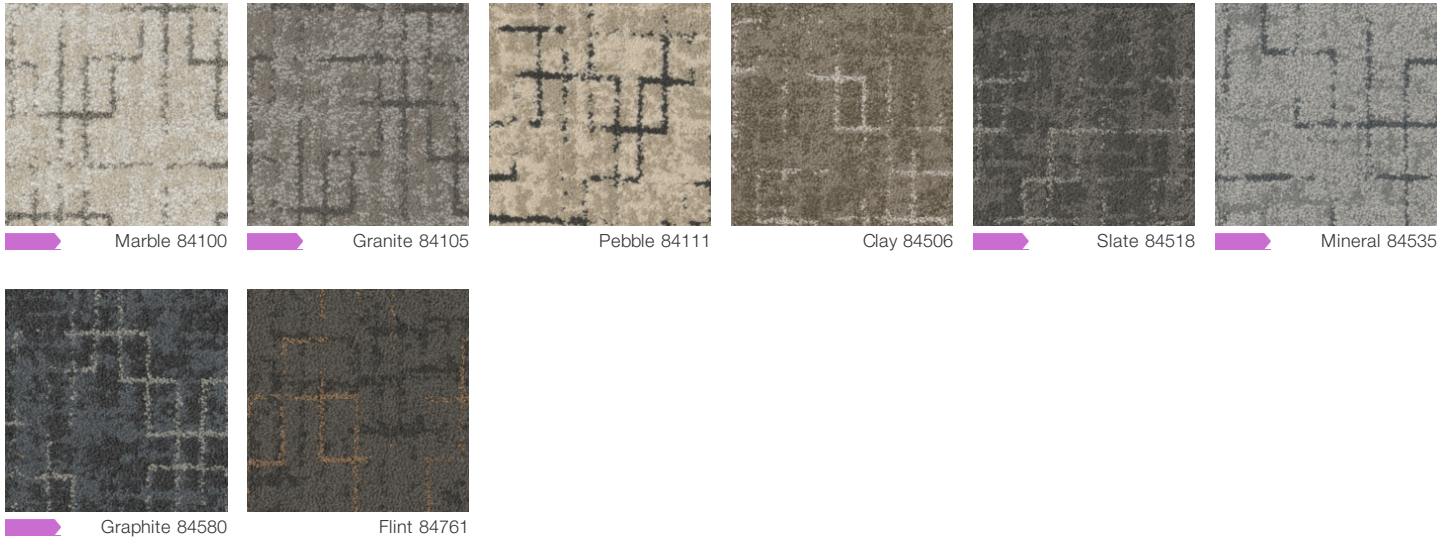 Marble 84100
Granite 84105
Pebble 84111
Clay 84506
Slate 84518
Mineral 84535
Graphite 84580
Flint 84761